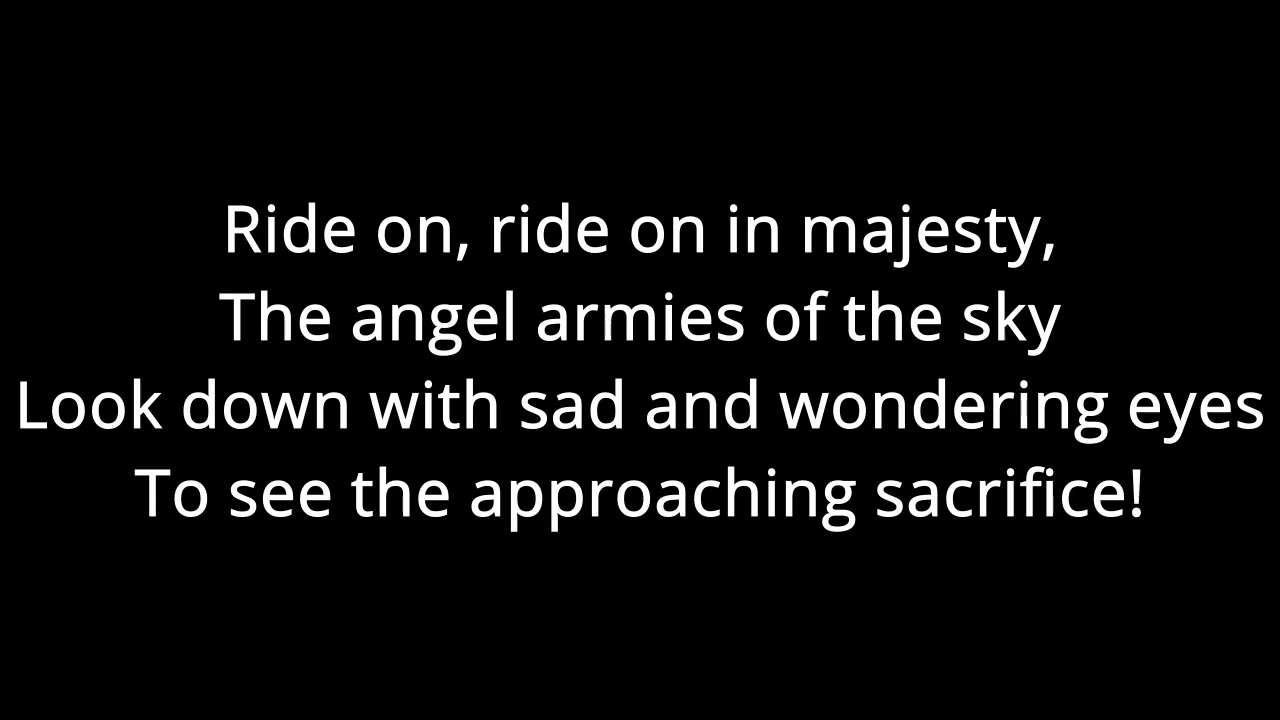 Ride on, ride on in majesty,
The angel armies of the sky
Look down with sad and wondering eyes
To see the approaching sacrifice!